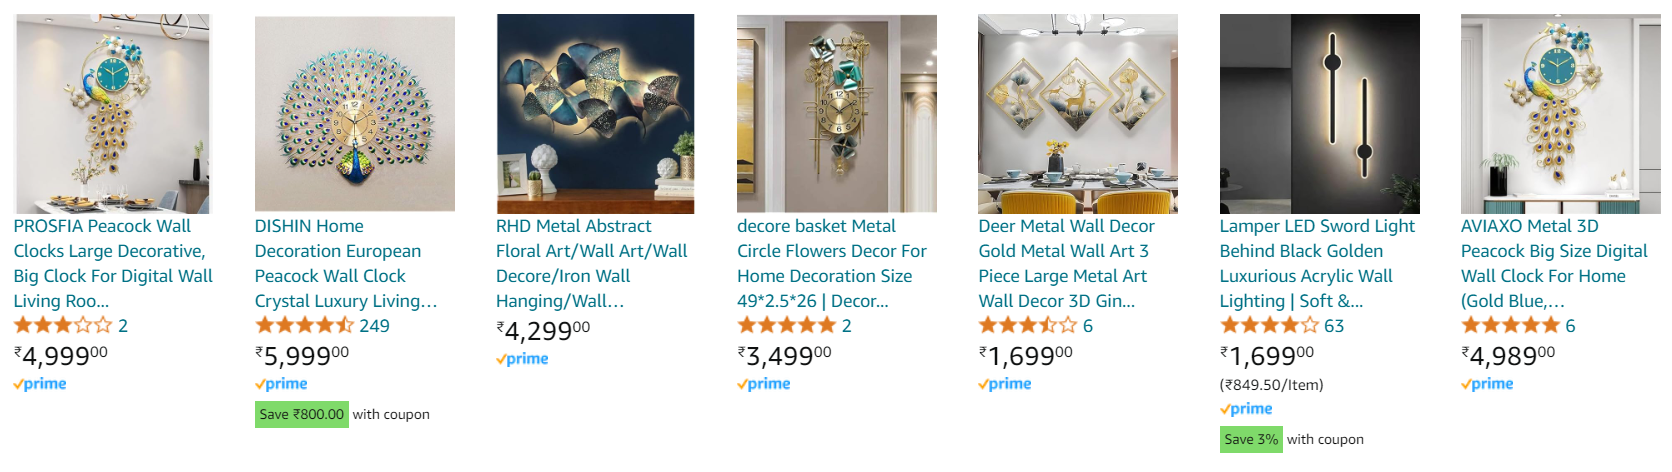 PROSFIA Peacock Wall
Clocks Large Decorative,
Big Clock For Digital Wall
Living Roo...
2
₹4,99900
prime
DISHIN Home
Decoration European
Peacock Wall Clock
Crystal Luxury Living...
249
₹5,99900
prime
Save ₹800.00 with coupon
RHD Metal Abstract
Floral Art/Wall Art/Wall
Decore/Iron Wall
Hanging/Wall...
₹4,29900
prime
decore basket Metal
Circle Flowers Decor For
Home Decoration Size
49*2.5*26 | Decor...
2
₹3,49900
prime
Deer Metal Wall Decor
Gold Metal Wall Art 3
Piece Large Metal Art
Wall Decor 3D Gin...
6
₹1,69900
prime
Lamper LED Sword Light
Behind Black Golden
Luxurious Acrylic Wall
Lighting | Soft &...
63
₹1,69900
(₹849.50/Item)
prime
Save 3% with coupon
AVIAXO Metal 3D
Peacock Big Size Digital
Wall Clock For Home
(Gold Blue,...
6
₹4,98900
prime